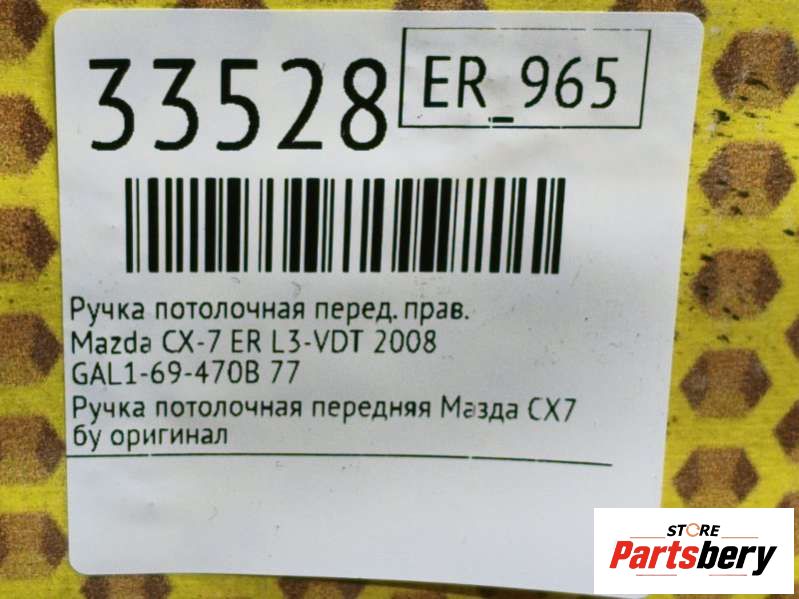 33528
ER_965
Ручка потолочная перед. прав.
Mazda CX-7 ER L3-VDT 2008
GAL1-69-470B 77
Ручка потолочная передняя Мазда CX7
бу оригинал
STORE
Partsbery